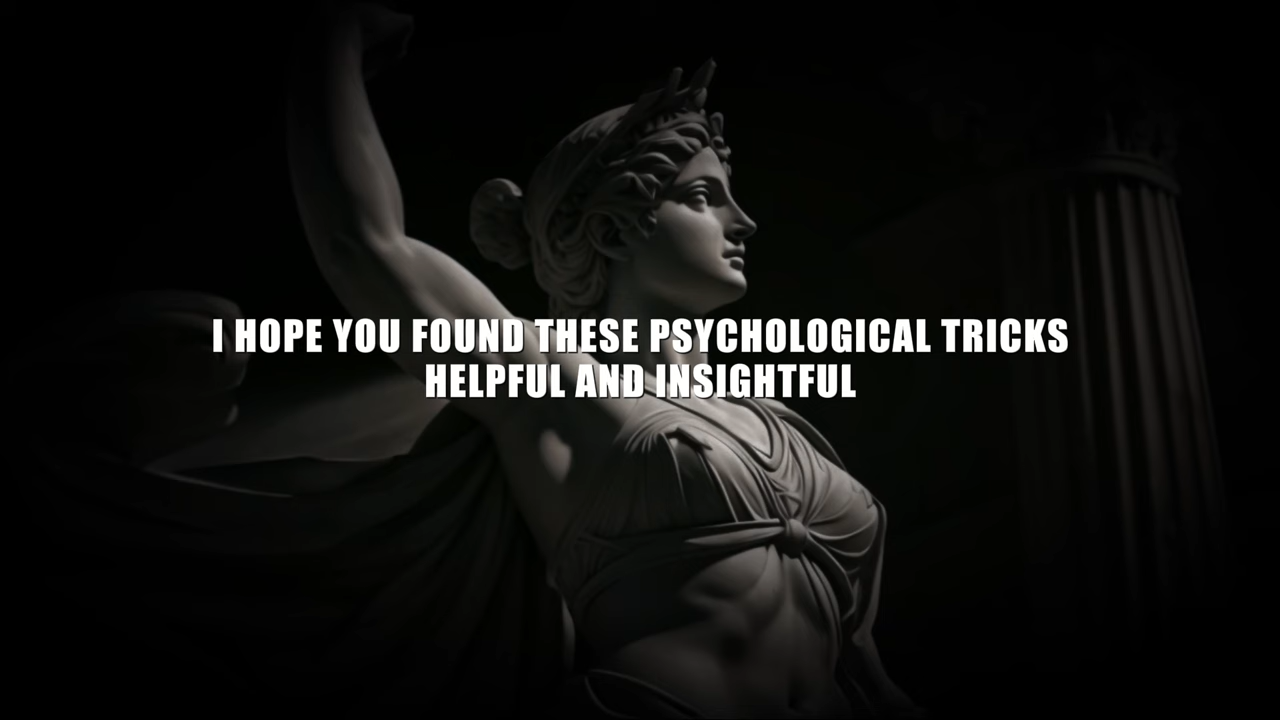 I HOPE YOU FOUND THESE PSYCHOLOGICAL TRICKS
HELPFUL AND INSIGHTFUL